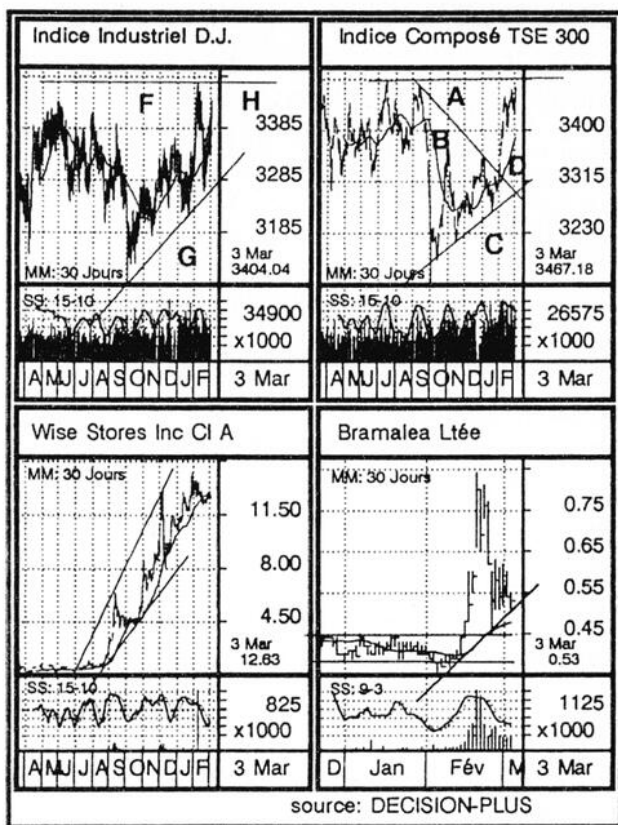 Indice Industriel D.J.
F
H
3385
3285
3185
G
MM: 30 Jours
3 Mar
3404.04
SS: 15-10
34900
x1000
A M J J A S O N D J F
3 Mar
Indice Composé TSE 300
A
B
3400
D
3315
C
3230
MM: 30 Jours
3 Mar
3467.18
SS: 15-10
26575
x1000
A M J J A S O N D J F
3 Mar
Wise Stores Inc Cl A
MM: 30 Jours
11.50
8.00
4.50
3 Mar
12.63
SS: 15-10
825
x1000
A M J J A S O N D J F
3 Mar
Bramalea Ltée
MM: 30 Jours
0.75
0.65
0.55
0.45
3 Mar
0.53
SS: 9-3
1125
x1000
D Jan Fév M
3 Mar
source: DECISION-PLUS